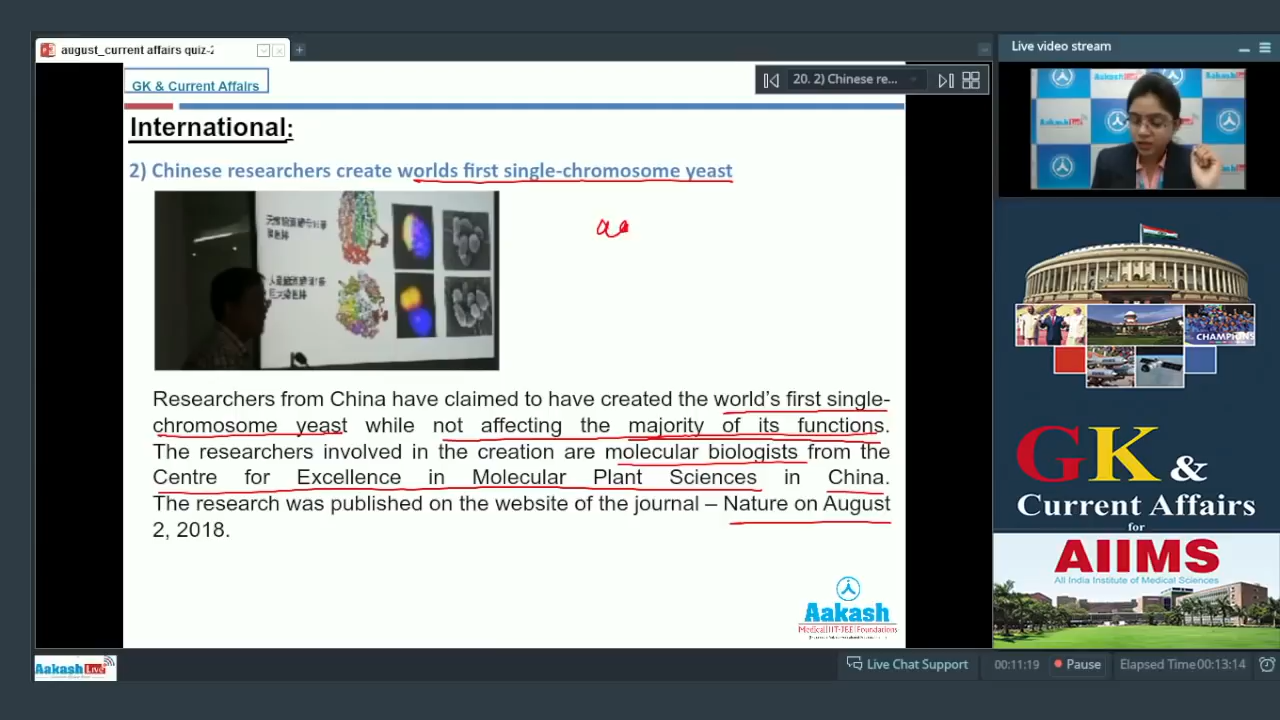 august_current affairs quiz-2
GK & Current Affairs
20. 2) Chinese re...
Live video stream
International:
2) Chinese researchers create worlds first single-chromosome yeast
Researchers from China have claimed to have created the world's first single-
chromosome yeast while not affecting the majority of its functions.
The researchers involved in the creation are molecular biologists from the
Centre for Excellence in Molecular Plant Sciences in China.
The research was published on the website of the journal – Nature on August
2, 2018.
Aakash
Medical|IIT-JEE|Foundations
AakashLive
AakashLive
CHAMPIONS
GK &
Current Affairs
for
AIIMS
All India Institute of Medical Sciences
Aakash Live
Live Chat Support
00:11:19
Pause
Elapsed Time 00:13:14